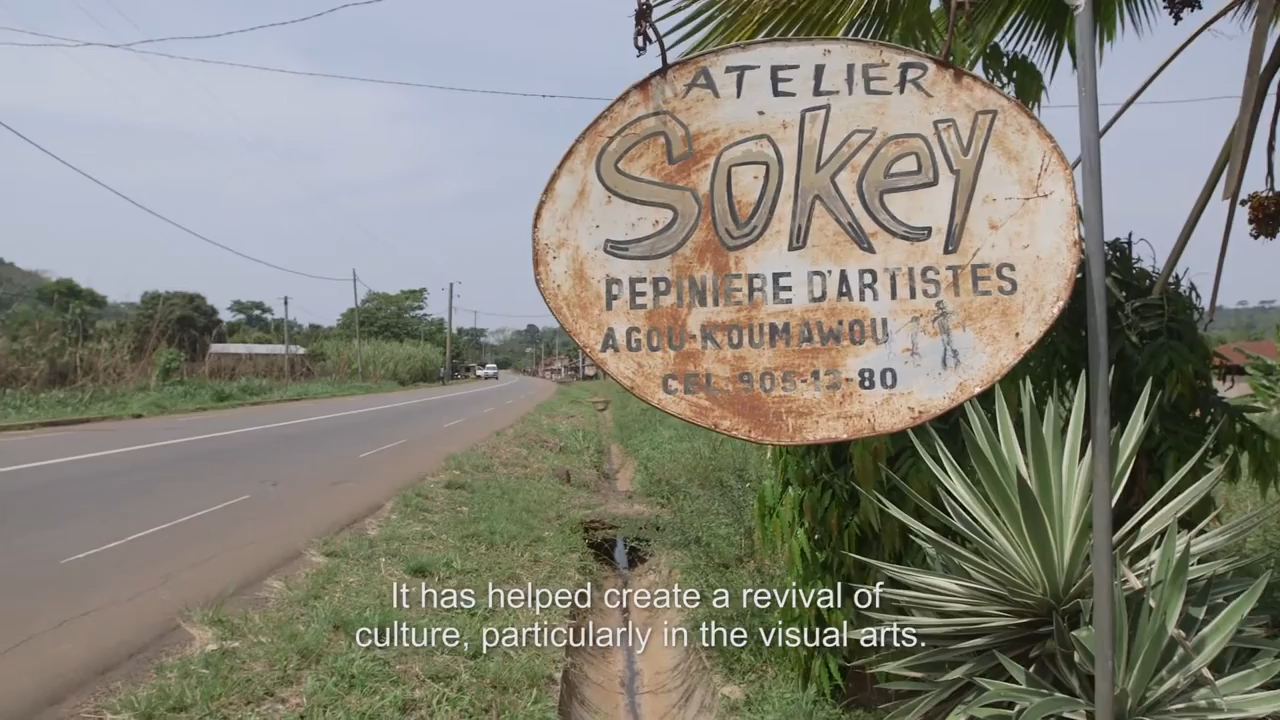 ATELIER
Sokey
PEPINIERE D'ARTISTES
AGOU-KOUMAWOU
CEL. 905-13-80
It has helped create a revival of
culture, particularly in the visual arts.